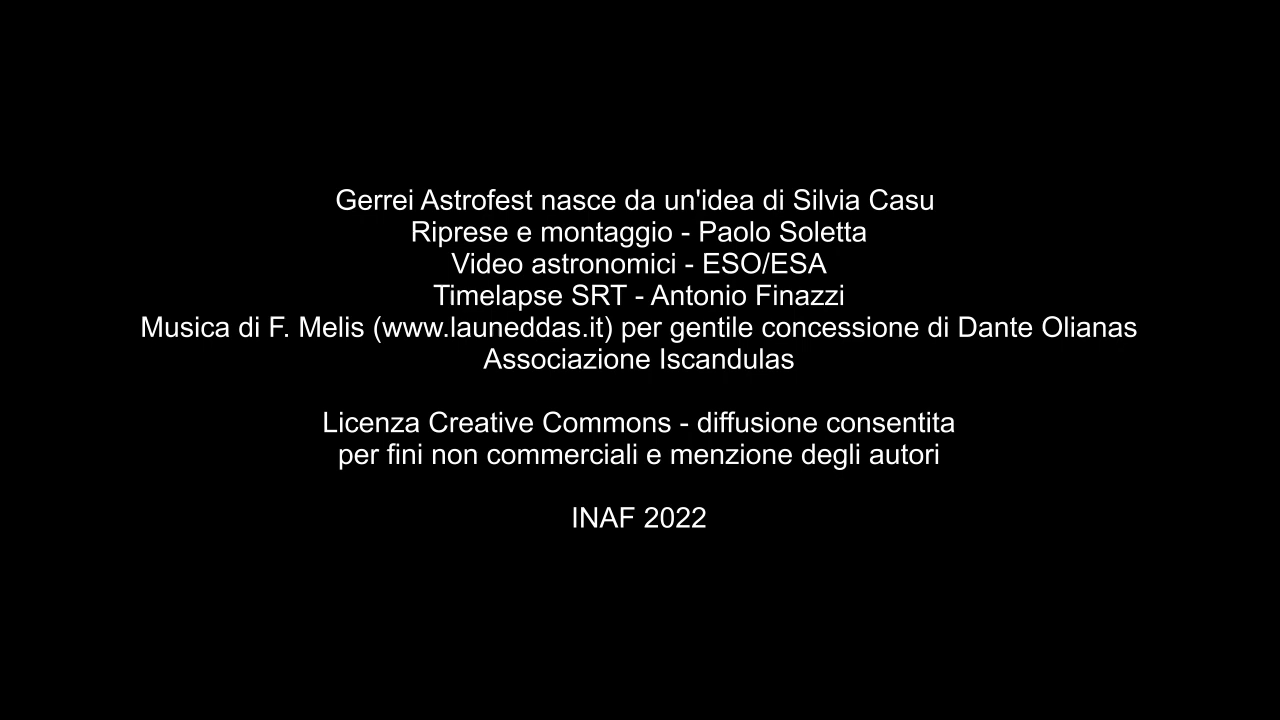 Gerrei Astrofest nasce da un'idea di Silvia Casu
Riprese e montaggio - Paolo Soletta
Video astronomici - ESO/ESA
Timelapse SRT - Antonio Finazzi
Musica di F. Melis (www.launeddas.it) per gentile concessione di Dante Olianas
Associazione Iscandulas
Licenza Creative Commons - diffusione consentita
per fini non commerciali e menzione degli autori
INAF 2022